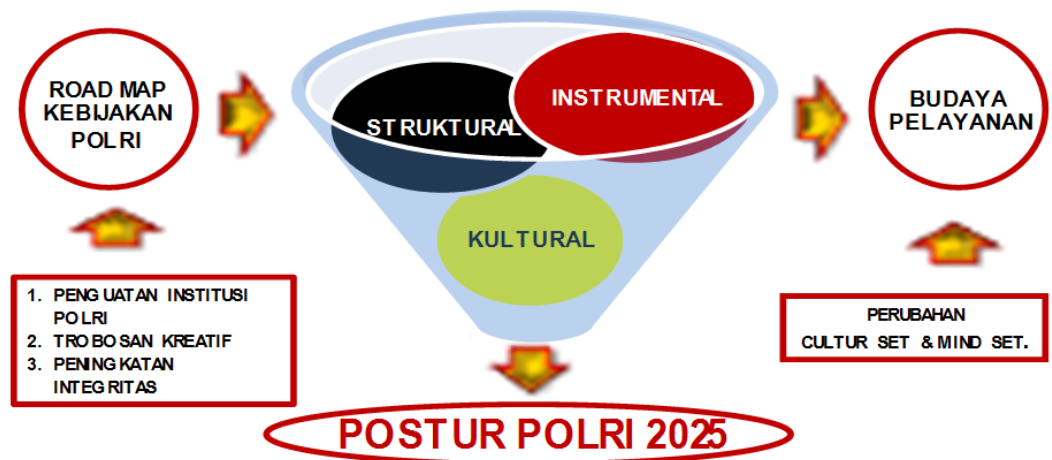 ROAD MAP
KEBIJAKAN
POLRI
STRUKTURAL
INSTRUMENTAL
KULTURAL
BUDAYA
PELAYANAN
1. PENGUATAN INSTITUSI
POLRI
2. TROBOSAN KREATIF
3. PENINGKATAN
INTEGRITAS
PERUBAHAN
CULTUR SET & MIND SET.
POSTUR POLRI 2025